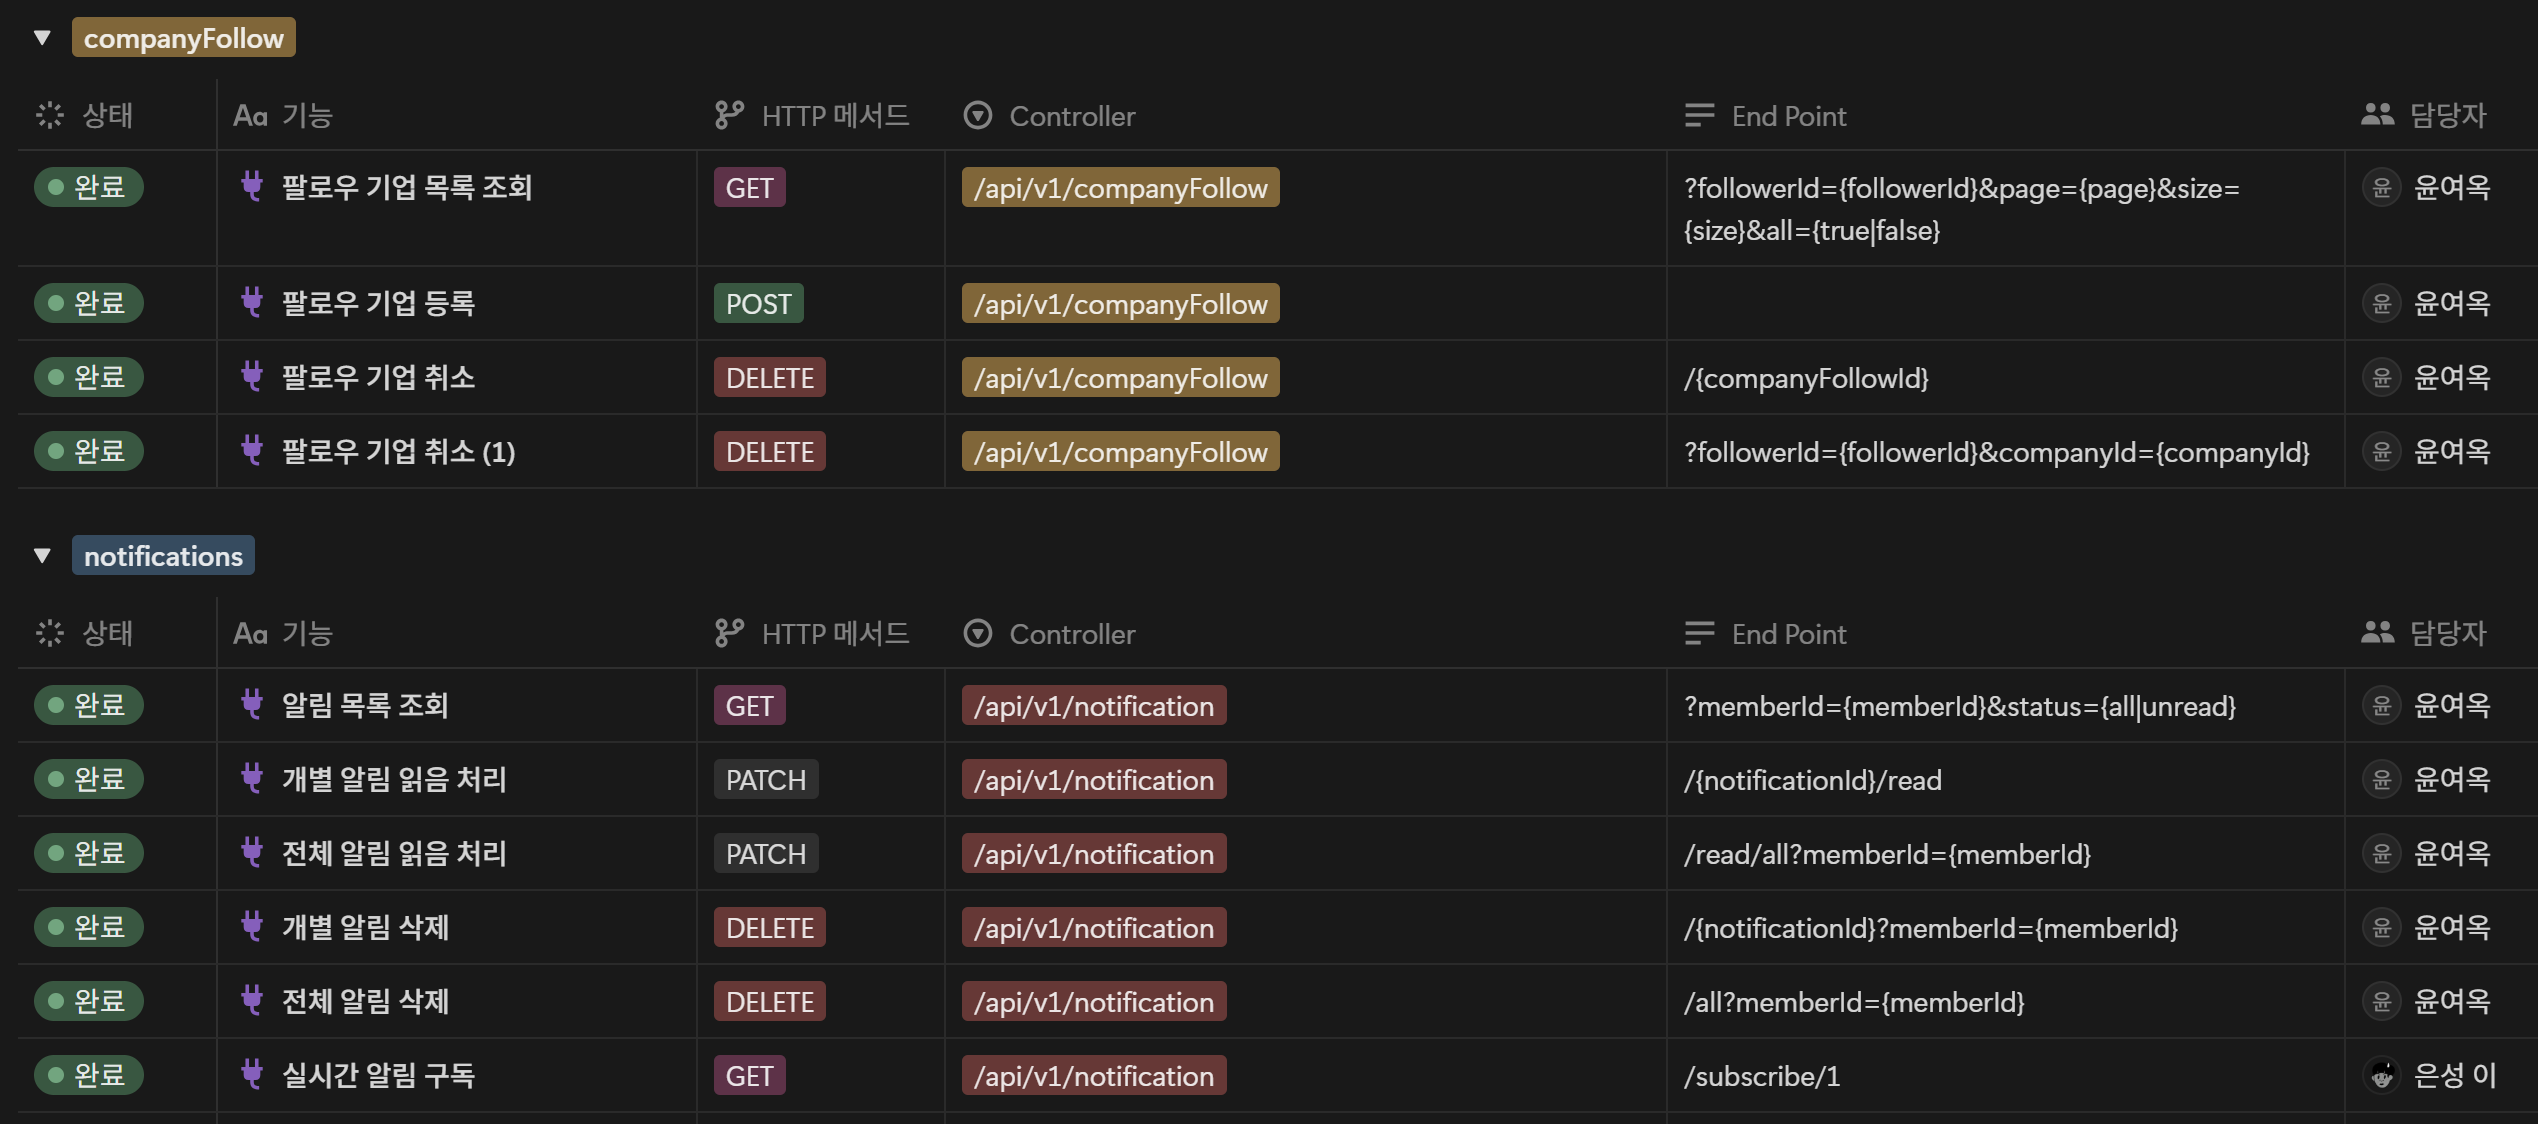 companyFollow
상태 Aa 기능 HTTP 메서드 Controller End Point 담당자
완료 팔로우 기업 목록 조회 GET /api/v1/companyFollow ?followerId={followerId}&page={page}&size=
{size}&all={true|false} 윤 윤여옥
완료 팔로우 기업 등록 POST /api/v1/companyFollow 윤 윤여옥
완료 팔로우 기업 취소 DELETE /api/v1/companyFollow /{companyFollowId} 윤 윤여옥
완료 팔로우 기업 취소 (1) DELETE /api/v1/companyFollow ?followerId={followerId}&companyId={companyId} 윤 윤여옥
notifications
상태 Aa 기능 HTTP 메서드 Controller End Point 담당자
완료 알림 목록 조회 GET /api/v1/notification ?memberId={memberId}&status={all|unread} 윤 윤여옥
완료 개별 알림 읽음 처리 PATCH /api/v1/notification /{notificationId}/read 윤 윤여옥
완료 전체 알림 읽음 처리 PATCH /api/v1/notification /read/all?memberId={memberId} 윤 윤여옥
완료 개별 알림 삭제 DELETE /api/v1/notification /{notificationId}?memberId={memberId} 윤 윤여옥
완료 전체 알림 삭제 DELETE /api/v1/notification /all?memberId={memberId} 윤 윤여옥
완료 실시간 알림 구독 GET /api/v1/notification /subscribe/1 은성 이